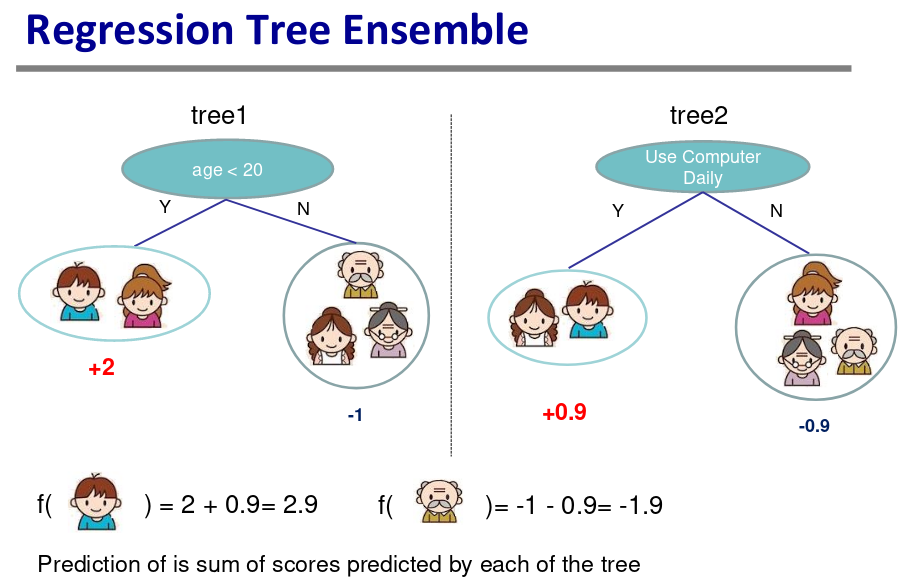 Regression Tree Ensemble
tree1
tree2
age < 20
Use Computer
Daily
Y
N
Y
N
+2
-1
+0.9
-0.9
f( ) = 2 + 0.9= 2.9
f( )= -1 - 0.9= -1.9
Prediction of is sum of scores predicted by each of the tree